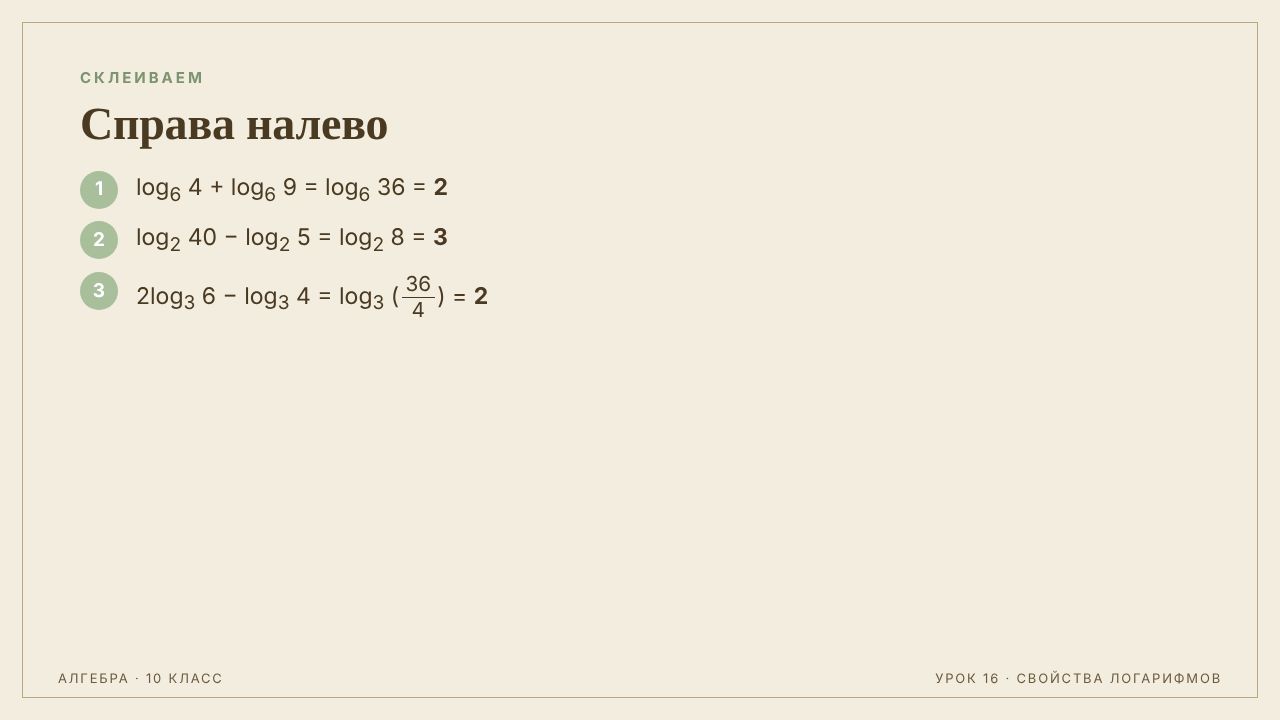 СКЛЕИВАЕМ
Справа налево
1 log₆ 4 + log₆ 9 = log₆ 36 = 2
2 log₂ 40 − log₂ 5 = log₂ 8 = 3
3 2log₃ 6 − log₃ 4 = log₃ (36/4) = 2
АЛГЕБРА · 10 КЛАСС
УРОК 16 · СВОЙСТВА ЛОГАРИФМОВ